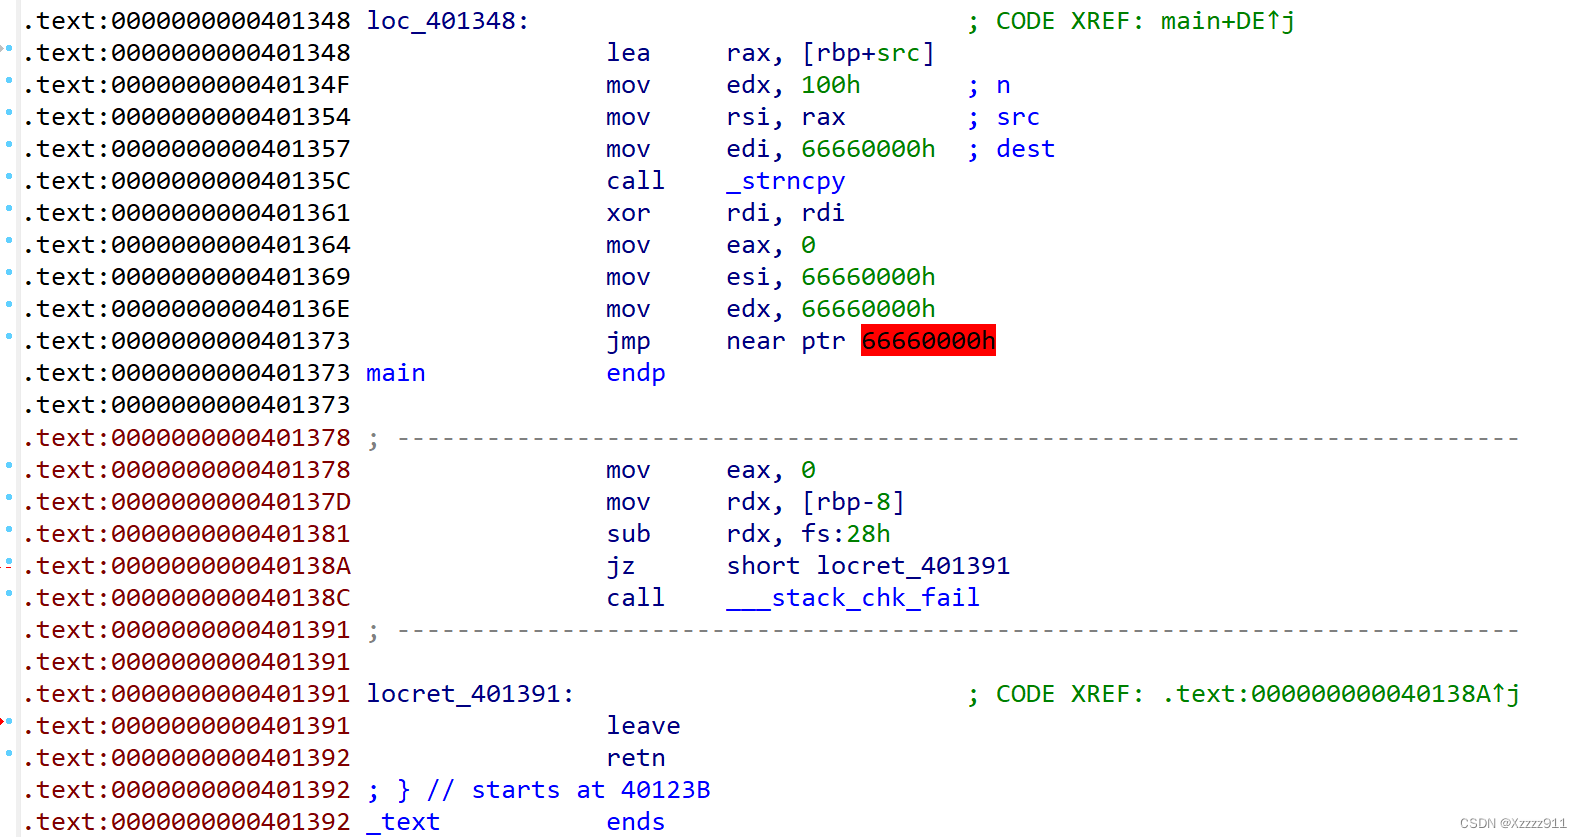 .text:0000000000401348 loc_401348: ; CODE XREF: main+DE↑j
.text:0000000000401348 lea rax, [rbp+src]
.text:000000000040134F mov edx, 100h ; n
.text:0000000000401354 mov rsi, rax ; src
.text:0000000000401357 mov edi, 66660000h ; dest
.text:000000000040135C call _strncpy
.text:0000000000401361 xor rdi, rdi
.text:0000000000401364 mov eax, 0
.text:0000000000401369 mov esi, 66660000h
.text:000000000040136E mov edx, 66660000h
.text:0000000000401373 jmp near ptr 66660000h
.text:0000000000401373 main endp
.text:0000000000401373
.text:0000000000401378 ; ---------------------------------------------------------------------------
.text:0000000000401378 mov eax, 0
.text:000000000040137D mov rdx, [rbp-8]
.text:0000000000401381 sub rdx, fs:28h
.text:000000000040138A jz short locret_401391
.text:000000000040138C call ___stack_chk_fail
.text:0000000000401391 ; ---------------------------------------------------------------------------
.text:0000000000401391
.text:0000000000401391 locret_401391: ; CODE XREF: .text:000000000040138A↑j
.text:0000000000401391 leave
.text:0000000000401392 retn
.text:0000000000401392 ; } // starts at 40123B
.text:0000000000401392 _text ends
CSDN @Xzzzz911